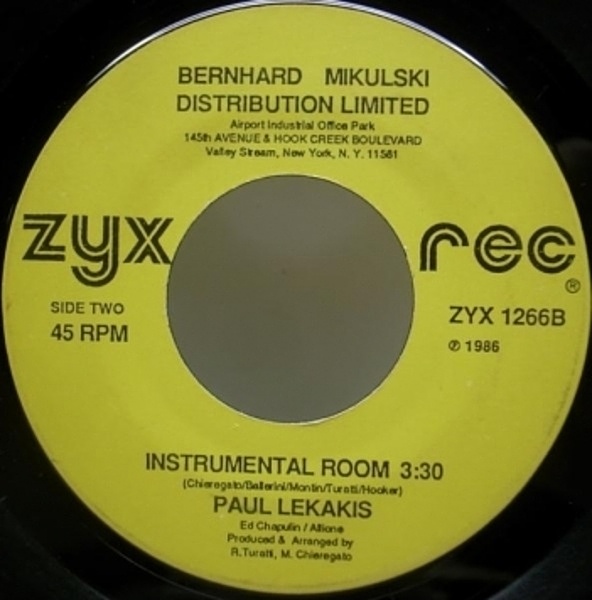 BERNHARD MIKULSKI
DISTRIBUTION LIMITED
Airport Industrial Office Park
145th AVENUE & HOOK CREEK BOULEVARD
Valley Stream, New York, N. Y. 11581
zyx rec
®
SIDE TWO
45 RPM
ZYX 1266B
℗ 1986
INSTRUMENTAL ROOM 3:30
(Chieregato/Ballerini/Montin/Turatti/Hooker)
PAUL LEKAKIS
Ed Chapulin / Allione
Produced & Arranged by
R.Turatti, M. Chieregato